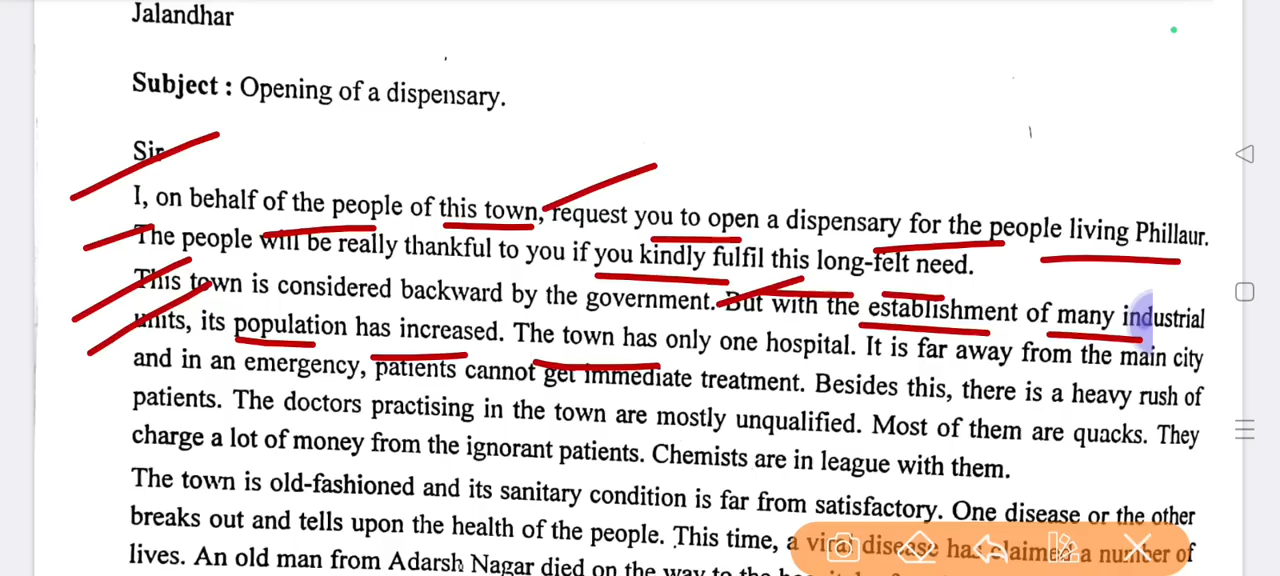 Jalandhar
Subject : Opening of a dispensary.
Sir
I, on behalf of the people of this town, request you to open a dispensary for the people living Phillaur.
The people will be really thankful to you if you kindly fulfil this long-felt need.
This town is considered backward by the government. But with the establishment of many industrial
units, its population has increased. The town has only one hospital. It is far away from the main city
and in an emergency, patients cannot get immediate treatment. Besides this, there is a heavy rush of
patients. The doctors practising in the town are mostly unqualified. Most of them are quacks. They
charge a lot of money from the ignorant patients. Chemists are in league with them.
The town is old-fashioned and its sanitary condition is far from satisfactory. One disease or the other
breaks out and tells upon the health of the people. This time, a viral disease has claimed a number of
lives. An old man from Adarsh Nagar died on the way to the